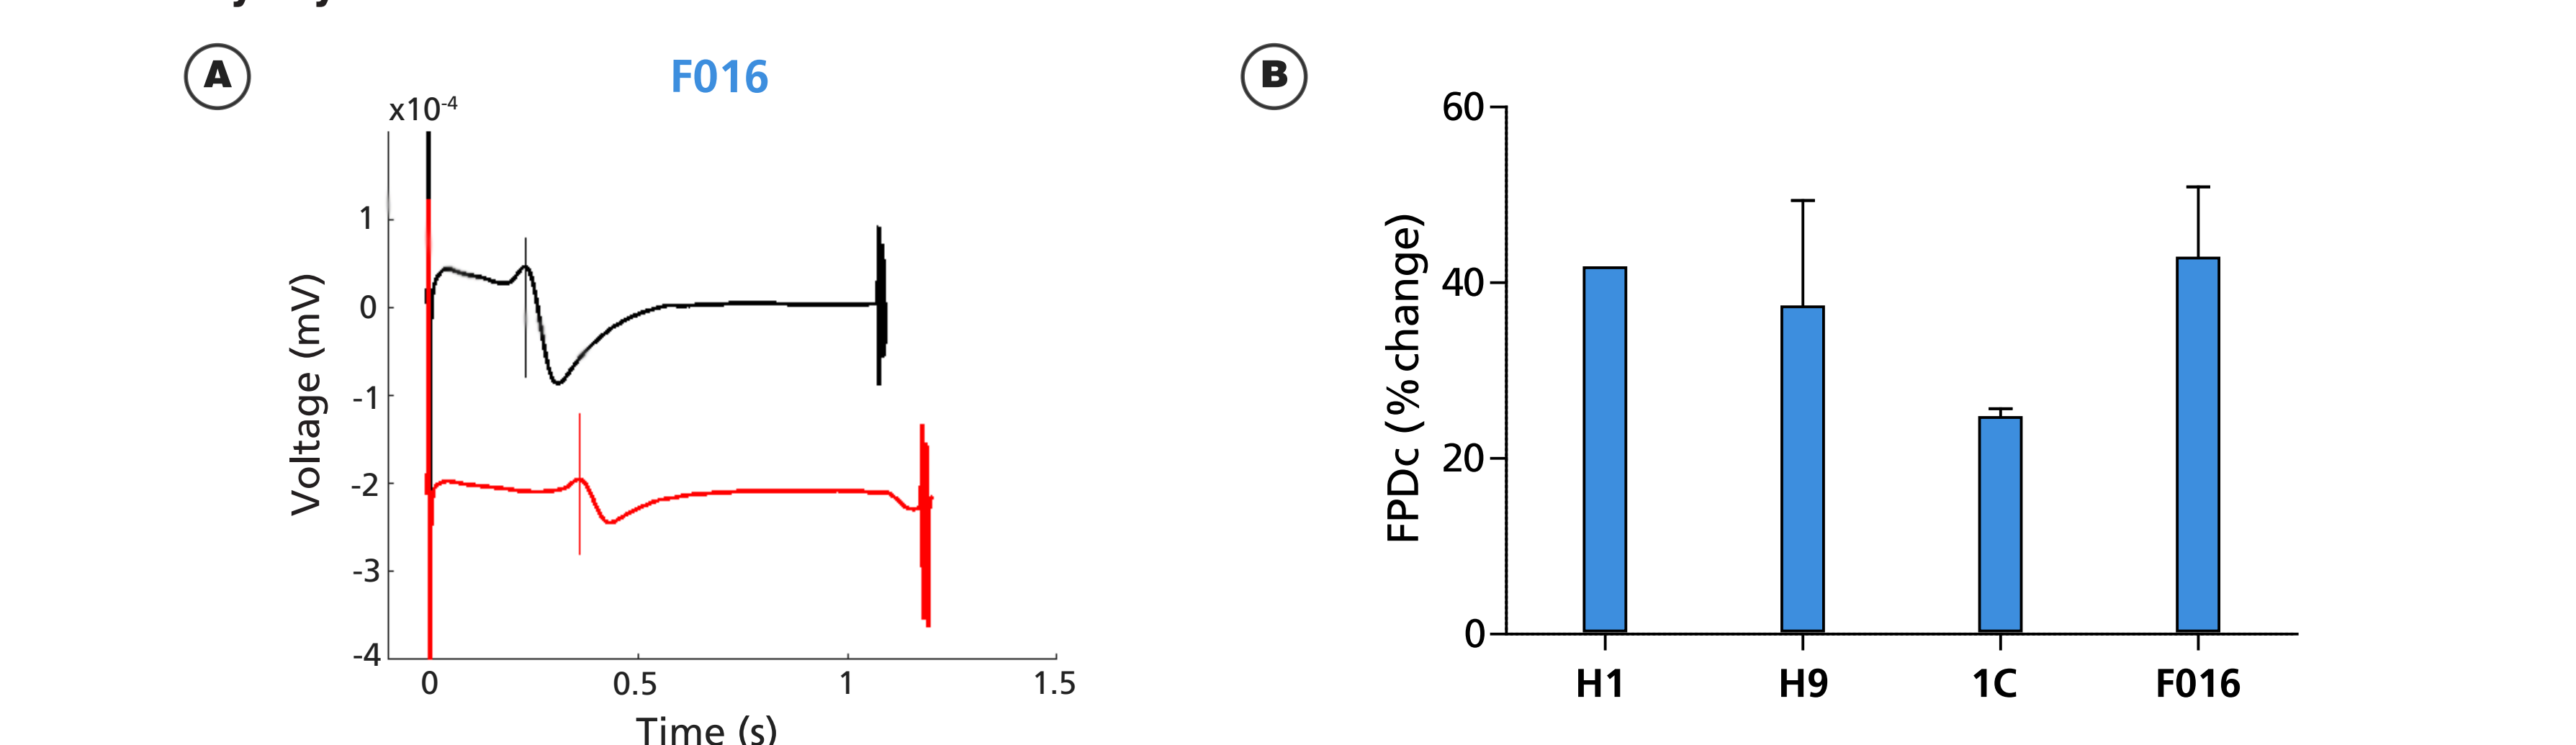 A
F016
x10-4
1
0
-1
-2
-3
-4
Voltage (mV)
0 0.5 1 1.5
Time (s)
B
60
40
20
0
FPDc (% change)
H1 H9 1C F016